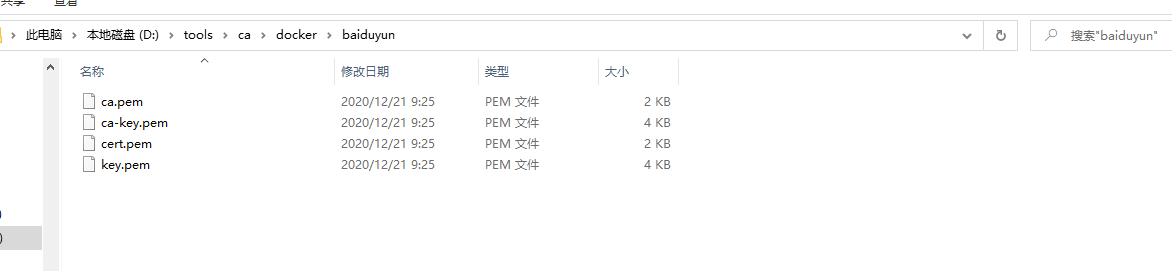 共享 查看
此电脑 > 本地磁盘 (D:) > tools > ca > docker > baiduyun 搜索"baiduyun"
名称 修改日期 类型 大小
ca.pem 2020/12/21 9:25 PEM 文件 2 KB
ca-key.pem 2020/12/21 9:25 PEM 文件 4 KB
cert.pem 2020/12/21 9:25 PEM 文件 2 KB
key.pem 2020/12/21 9:25 PEM 文件 4 KB
)
)